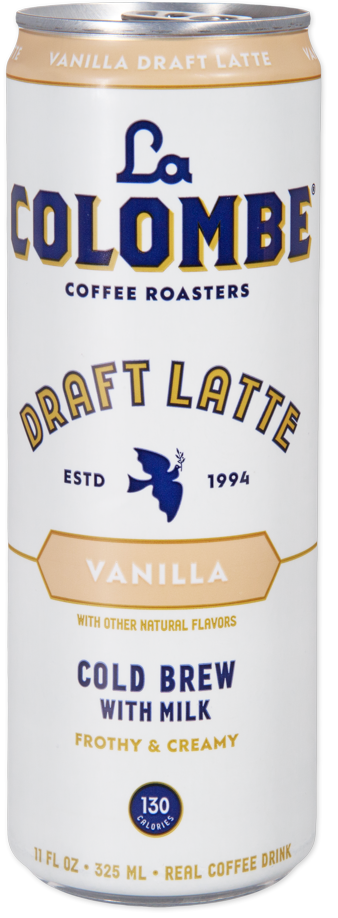 VANILLA DRAFT LATTE
La
COLOMBE®
COFFEE ROASTERS
DRAFT LATTE
ESTD 1994
VANILLA
WITH OTHER NATURAL FLAVORS
COLD BREW
WITH MILK
FROTHY & CREAMY
130
CALORIES
11 FL OZ • 325 ML • REAL COFFEE DRINK